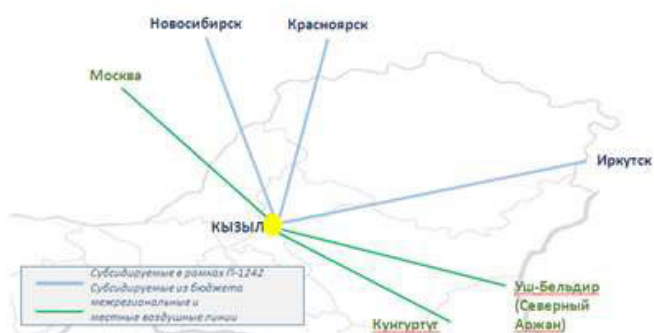 Новосибирск
Красноярск
Москва
Иркутск
КЫЗЫЛ
Субсидируемые в рамках П-1242
Субсидируемые из бюджета
межрегиональные и
местные воздушные линии
Уш-Бельдир
(Северный
Аржан)
Кунгуртуг